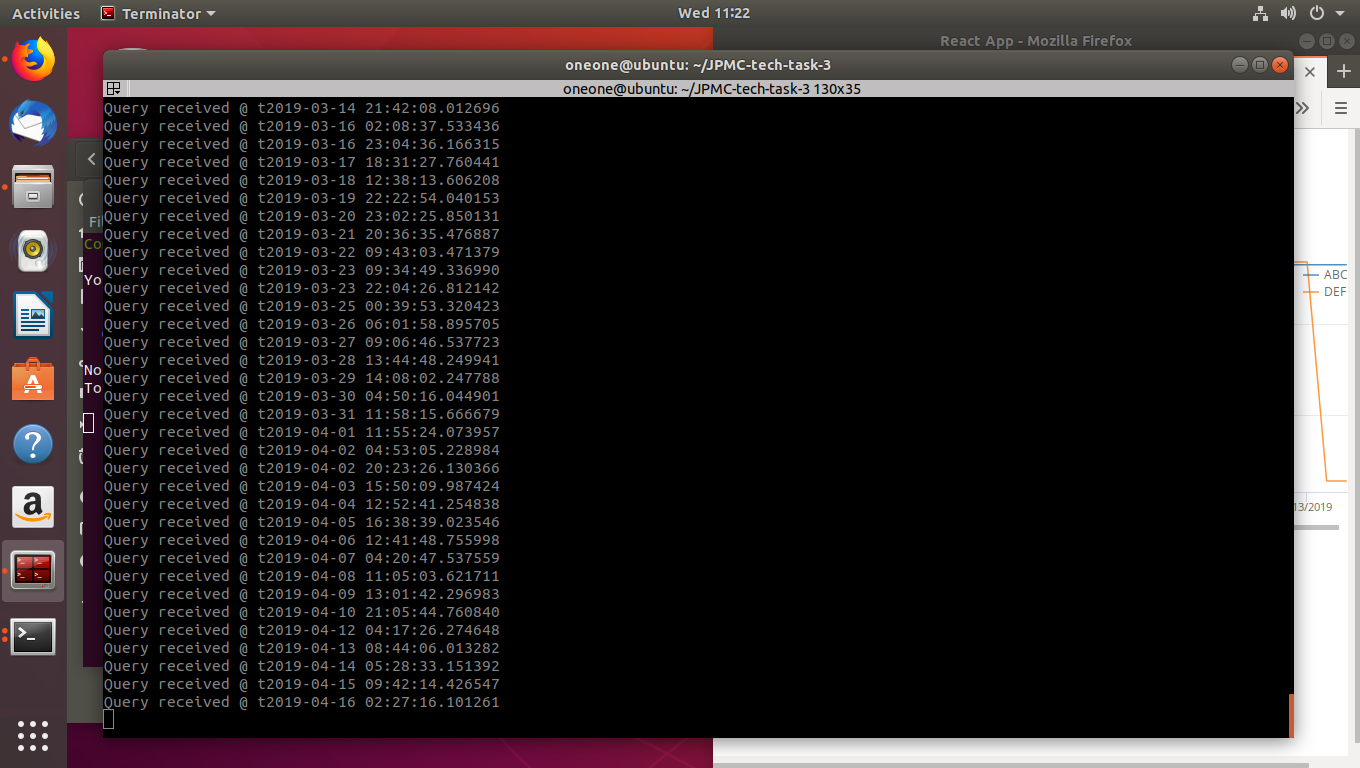 Activities
Terminator
Wed 11:22
React App - Mozilla Firefox
oneone@ubuntu: ~/JPMC-tech-task-3
oneone@ubuntu: ~/JPMC-tech-task-3 130x35
Query received @ t2019-03-14 21:42:08.012696
Query received @ t2019-03-16 02:08:37.533436
Query received @ t2019-03-16 23:04:36.166315
Query received @ t2019-03-17 18:31:27.760441
Query received @ t2019-03-18 12:38:13.606208
Query received @ t2019-03-19 22:22:54.040153
Query received @ t2019-03-20 23:02:25.850131
Query received @ t2019-03-21 20:36:35.476887
Query received @ t2019-03-22 09:43:03.471379
Query received @ t2019-03-23 09:34:49.336990
Query received @ t2019-03-23 22:04:26.812142
Query received @ t2019-03-25 00:39:53.320423
Query received @ t2019-03-26 06:01:58.895705
Query received @ t2019-03-27 09:06:46.537723
Query received @ t2019-03-28 13:44:48.249941
Query received @ t2019-03-29 14:08:02.247788
Query received @ t2019-03-30 04:50:16.044901
Query received @ t2019-03-31 11:58:15.666679
Query received @ t2019-04-01 11:55:24.073957
Query received @ t2019-04-02 04:53:05.228984
Query received @ t2019-04-02 20:23:26.130366
Query received @ t2019-04-03 15:50:09.987424
Query received @ t2019-04-04 12:52:41.254838
Query received @ t2019-04-05 16:38:39.023546
Query received @ t2019-04-06 12:41:48.755998
Query received @ t2019-04-07 04:20:47.537559
Query received @ t2019-04-08 11:05:03.621711
Query received @ t2019-04-09 13:01:42.296983
Query received @ t2019-04-10 21:05:44.760840
Query received @ t2019-04-12 04:17:26.274648
Query received @ t2019-04-13 08:44:06.013282
Query received @ t2019-04-14 05:28:33.151392
Query received @ t2019-04-15 09:42:14.426547
Query received @ t2019-04-16 02:27:16.101261
Fi
Co
Yo
No
To
ABC
DEF
13/2019